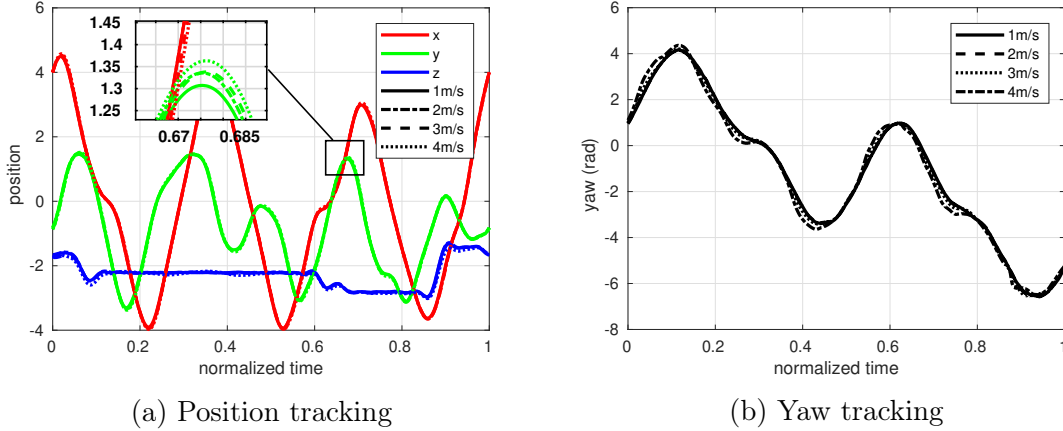 6
4
2
0
-2
-4
position
1.45
1.4
1.35
1.3
1.25
0.67
0.685
x
y
z
1m/s
2m/s
3m/s
4m/s
0
0.2
0.4
0.6
0.8
1
normalized time
(a) Position tracking
6
4
2
0
-2
-4
-6
-8
yaw (rad)
1m/s
2m/s
3m/s
4m/s
0
0.2
0.4
0.6
0.8
1
normalized time
(b) Yaw tracking